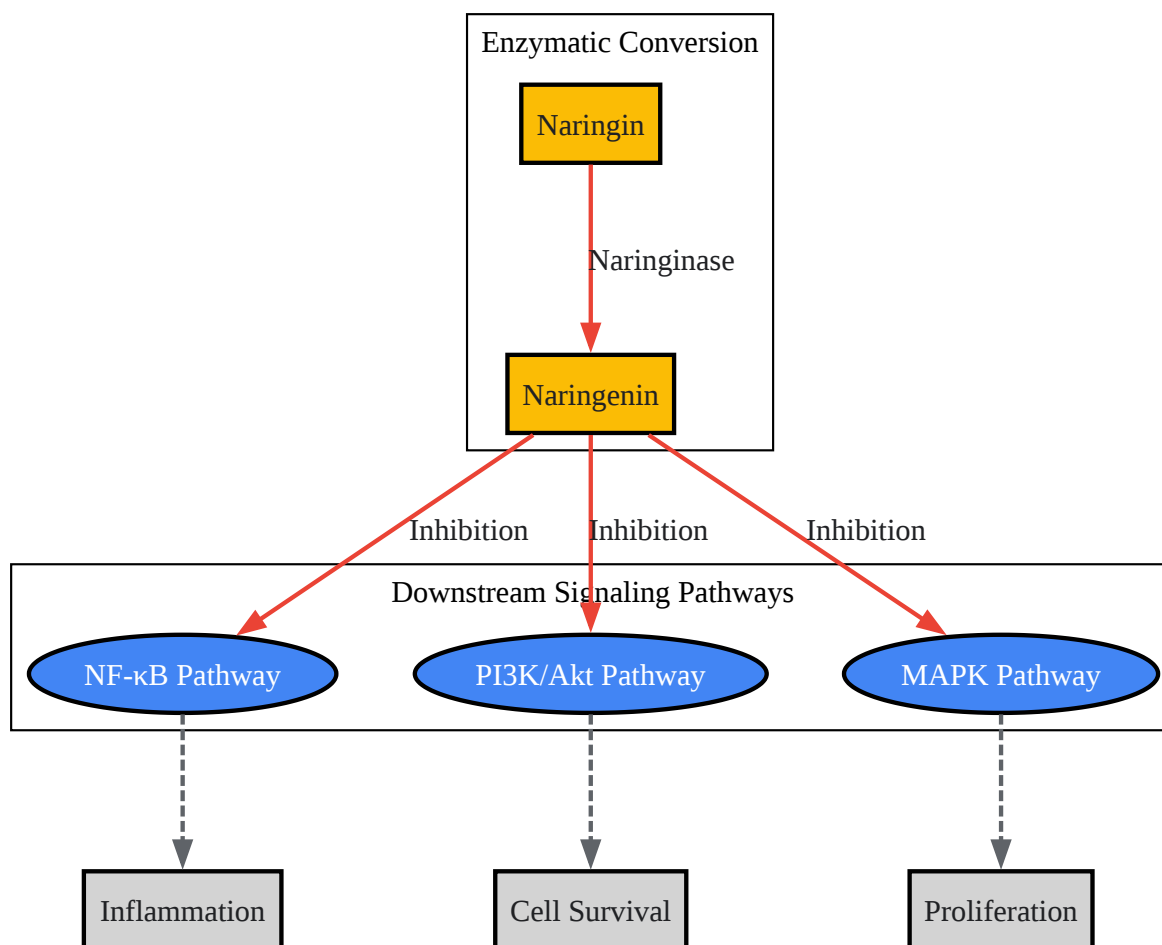 Enzymatic Conversion
Naringin
Naringinase
Naringenin
Inhibition
Inhibition
Inhibition
Downstream Signaling Pathways
NF-κB Pathway
PI3K/Akt Pathway
MAPK Pathway
Inflammation
Cell Survival
Proliferation